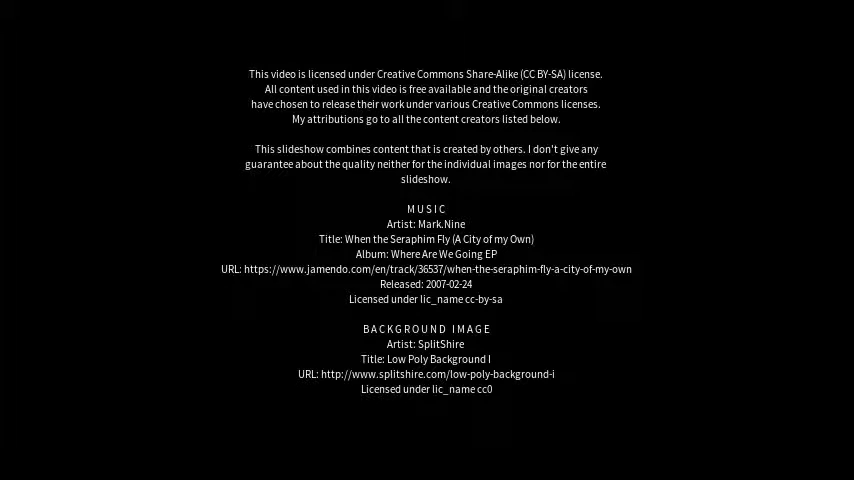 This video is licensed under Creative Commons Share-Alike (CC BY-SA) license.
All content used in this video is free available and the original creators
have chosen to release their work under various Creative Commons licenses.
My attributions go to all the content creators listed below.
This slideshow combines content that is created by others. I don't give any
guarantee about the quality neither for the individual images nor for the entire
slideshow.
MUSIC
Artist: Mark.Nine
Title: When the Seraphim Fly (A City of my Own)
Album: Where Are We Going EP
URL: https://www.jamendo.com/en/track/36537/when-the-seraphim-fly-a-city-of-my-own
Released: 2007-02-24
Licensed under lic_name cc-by-sa
BACKGROUND IMAGE
Artist: SplitShire
Title: Low Poly Background I
URL: http://www.splitshire.com/low-poly-background-i
Licensed under lic_name cc0